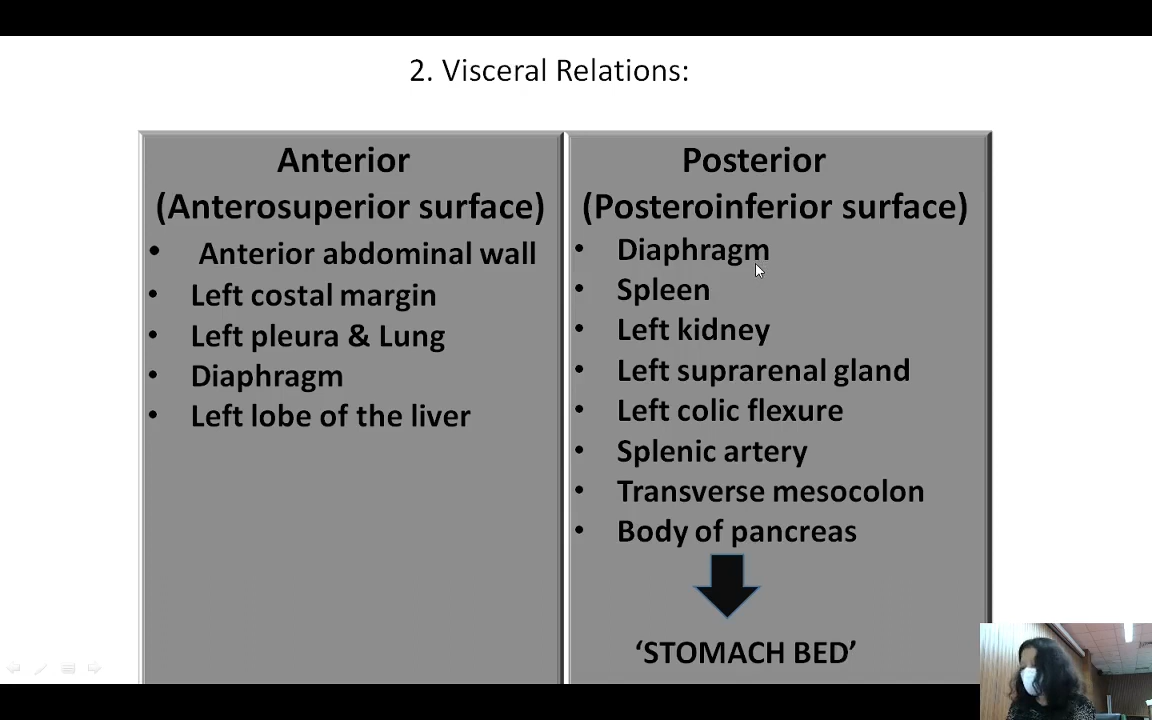 2. Visceral Relations:
Anterior
(Anterosuperior surface)
• Anterior abdominal wall
• Left costal margin
• Left pleura & Lung
• Diaphragm
• Left lobe of the liver
Posterior
(Posteroinferior surface)
• Diaphragm
• Spleen
• Left kidney
• Left suprarenal gland
• Left colic flexure
• Splenic artery
• Transverse mesocolon
• Body of pancreas
‘STOMACH BED’